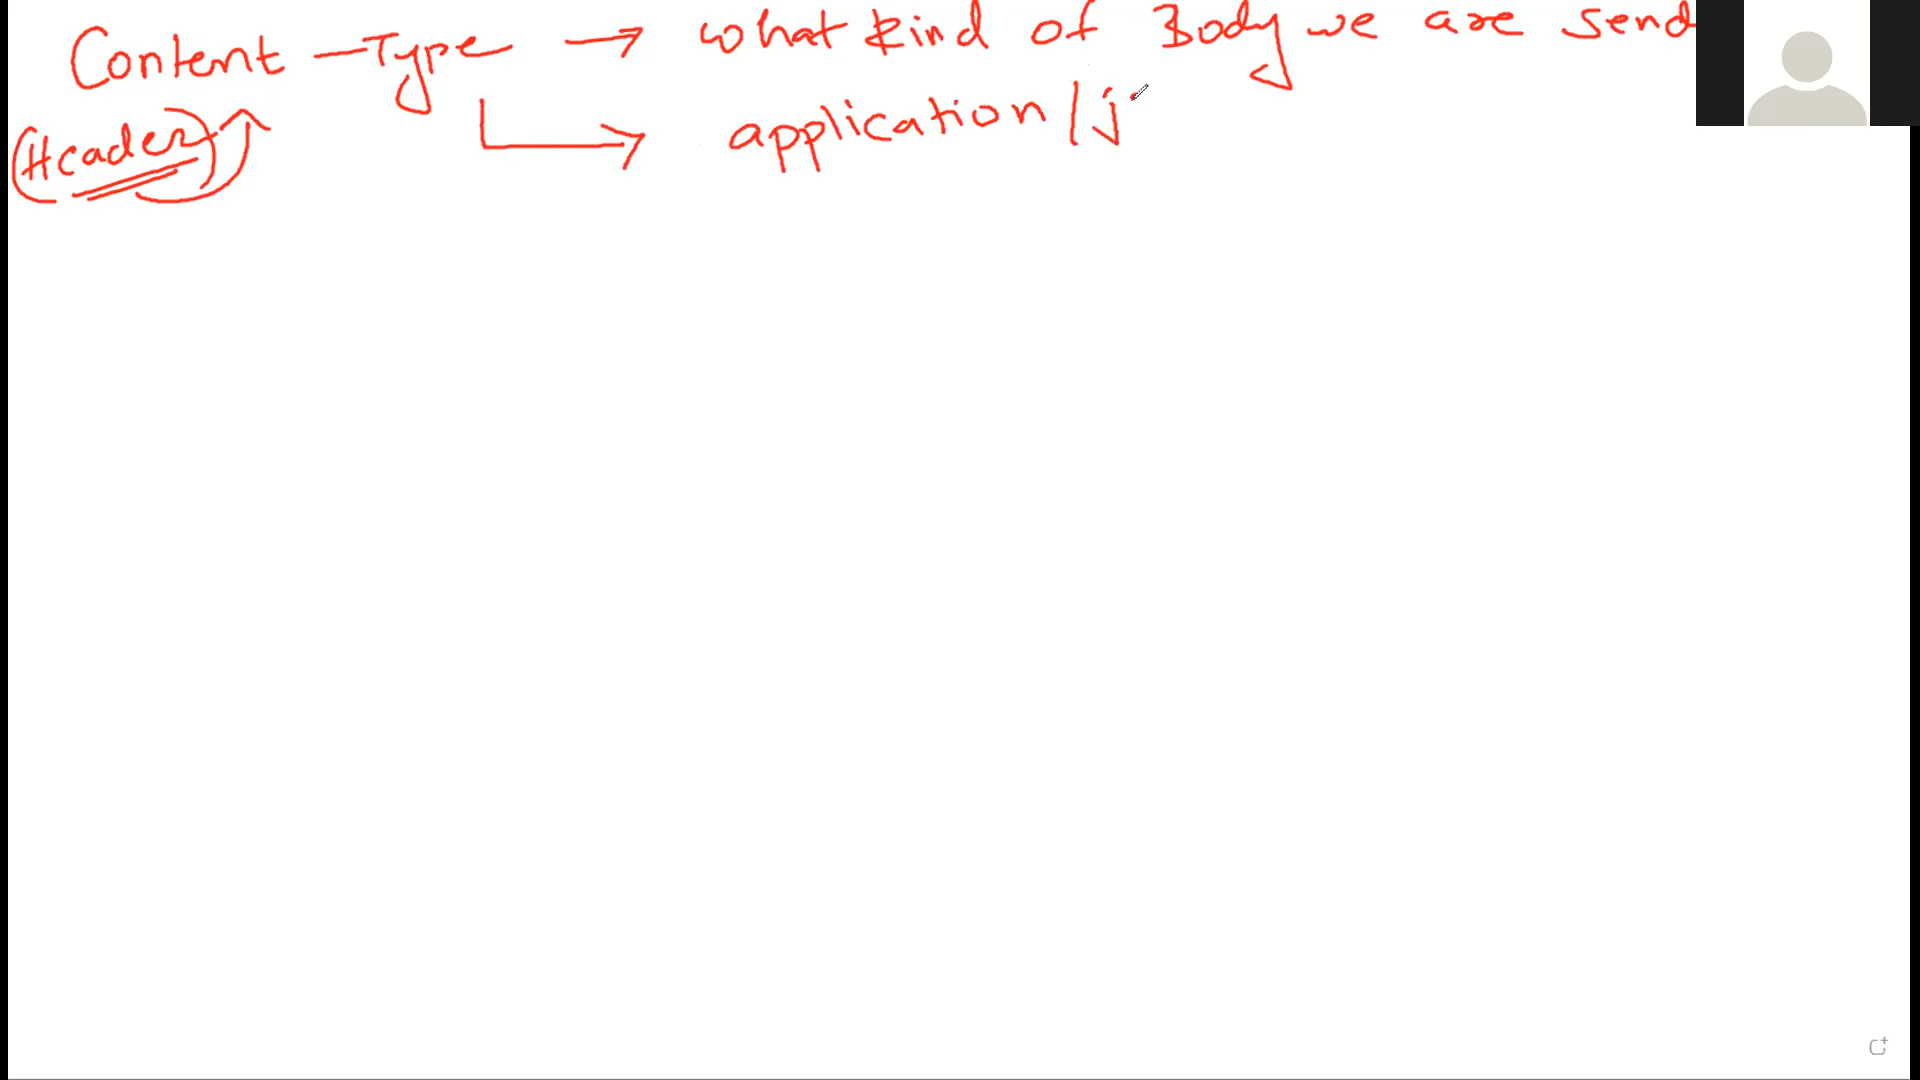 Content-Type → what kind of Body we are send
(Header)
application/j